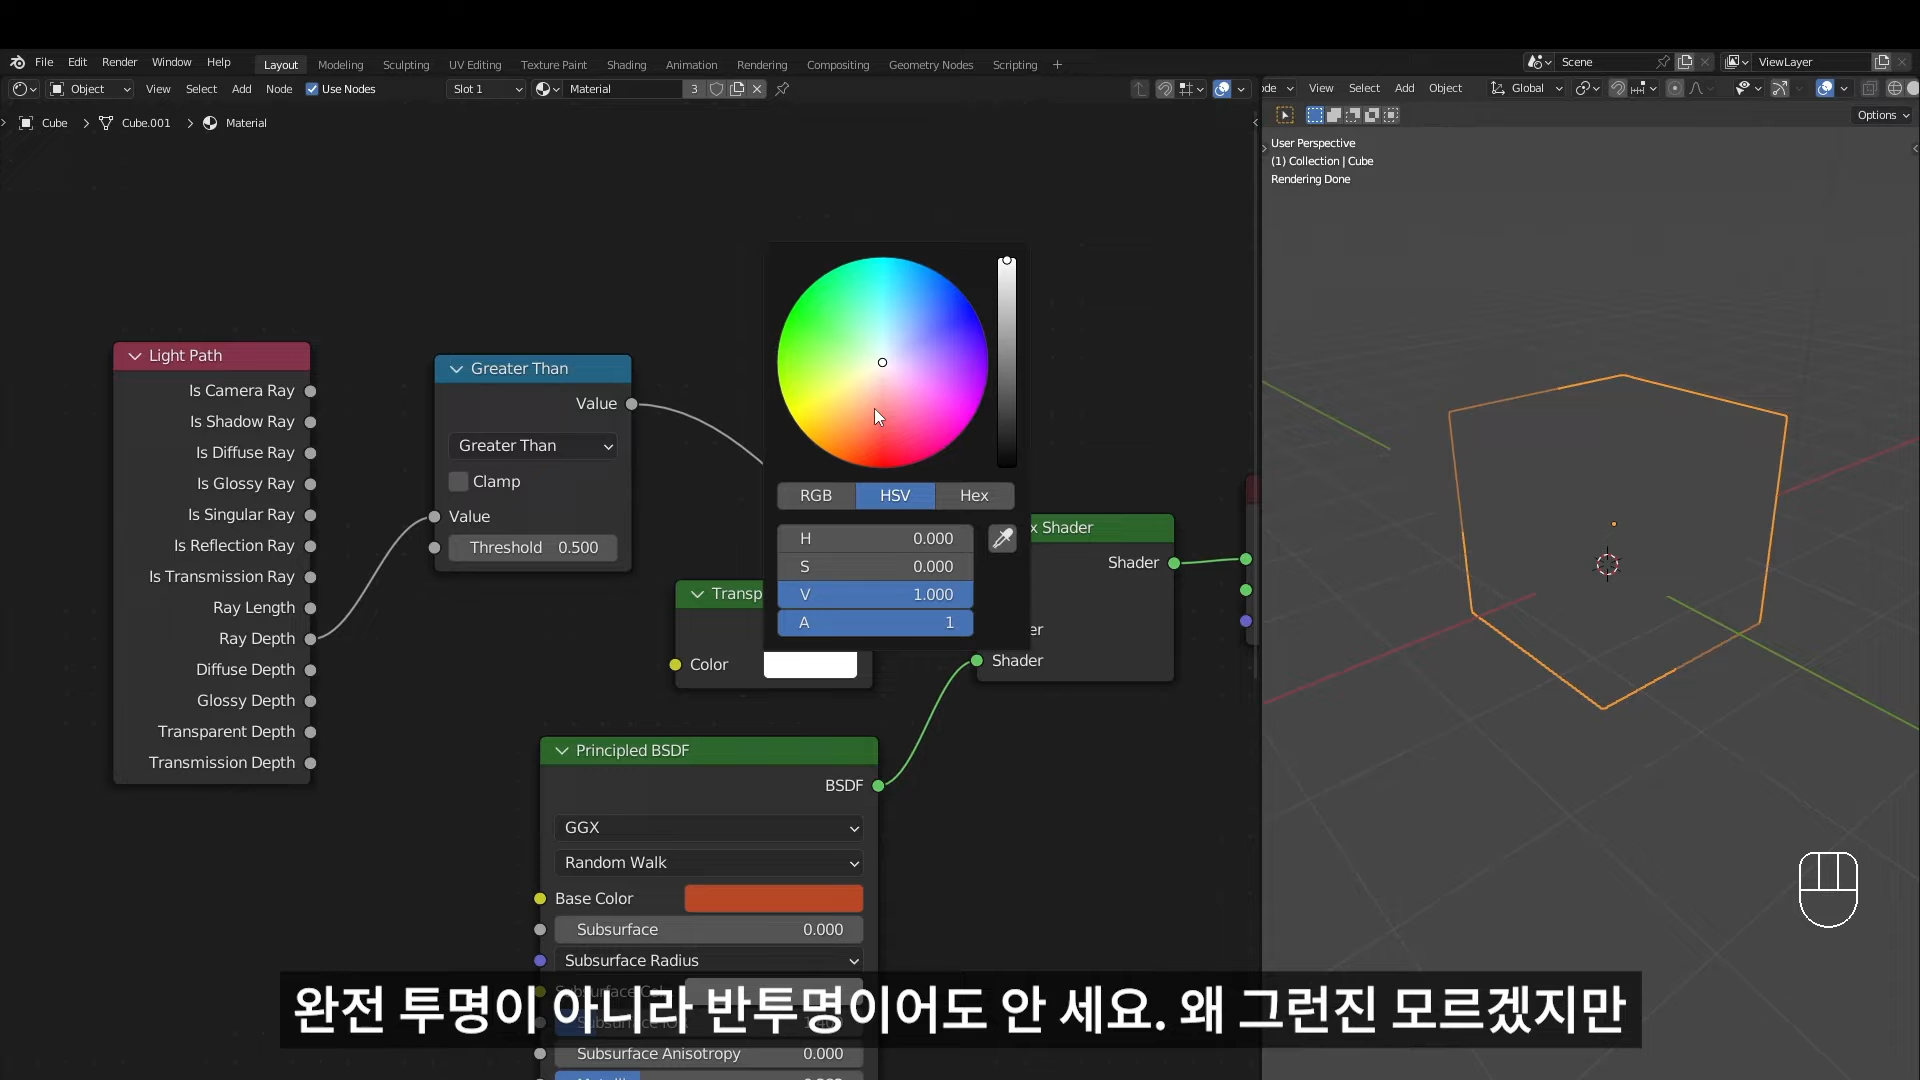 File Edit Render Window Help Layout Modeling Sculpting UV Editing Texture Paint Shading Animation Rendering Compositing Geometry Nodes Scripting + Scene ViewLayer
Object View Select Add Node Use Nodes Slot 1 Material 3 ode View Select Add Object Global
Cube > Cube.001 > Material
Options
User Perspective
(1) Collection | Cube
Rendering Done
Light Path
Is Camera Ray
Is Shadow Ray
Is Diffuse Ray
Is Glossy Ray
Is Singular Ray
Is Reflection Ray
Is Transmission Ray
Ray Length
Ray Depth
Diffuse Depth
Glossy Depth
Transparent Depth
Transmission Depth
Greater Than
Value
Greater Than
Clamp
Value
Threshold 0.500
RGB HSV Hex
H 0.000
S 0.000
V 1.000
A 1
Transp
Color
x Shader
Shader
er
Shader
Principled BSDF
BSDF
GGX
Random Walk
Base Color
Subsurface 0.000
Subsurface Radius
완전 투명이 아니라 반투명이어도 안 세요. 왜 그런진 모르겠지만
Subsurface Anisotropy 0.000